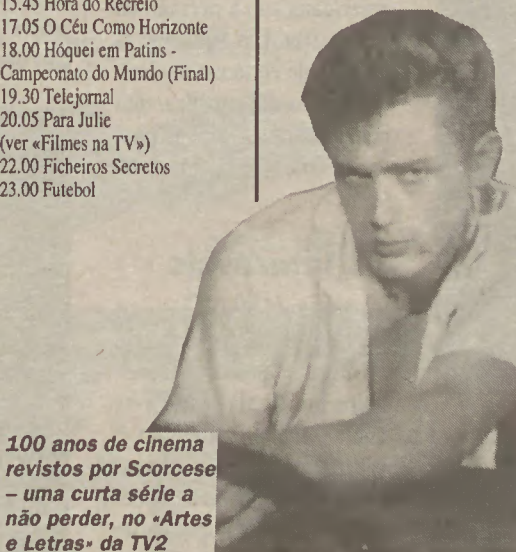 15.45 Hora do Recreio
17.05 O Céu Como Horizonte
18.00 Hóquei em Patins -
Campeonato do Mundo (Final)
19.30 Telejornal
20.05 Para Julie
(ver «Filmes na TV»)
22.00 Ficheiros Secretos
23.00 Futebol
100 anos de cinema
revistos por Scorcese
– uma curta série a
não perder, no «Artes
e Letras» da TV2